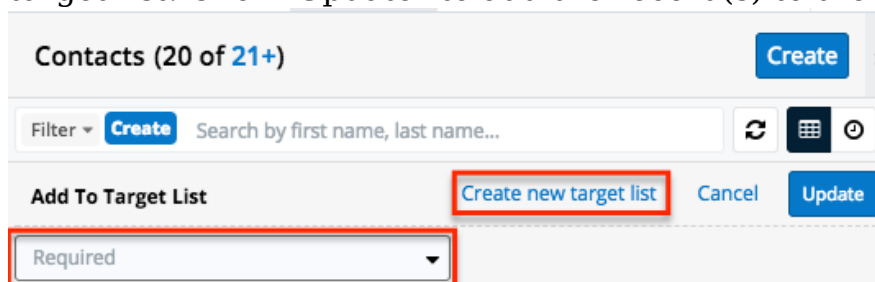 Contacts (20 of 21+) Create
Filter Create Search by first name, last name...
Add To Target List Create new target list Cancel Update
Required